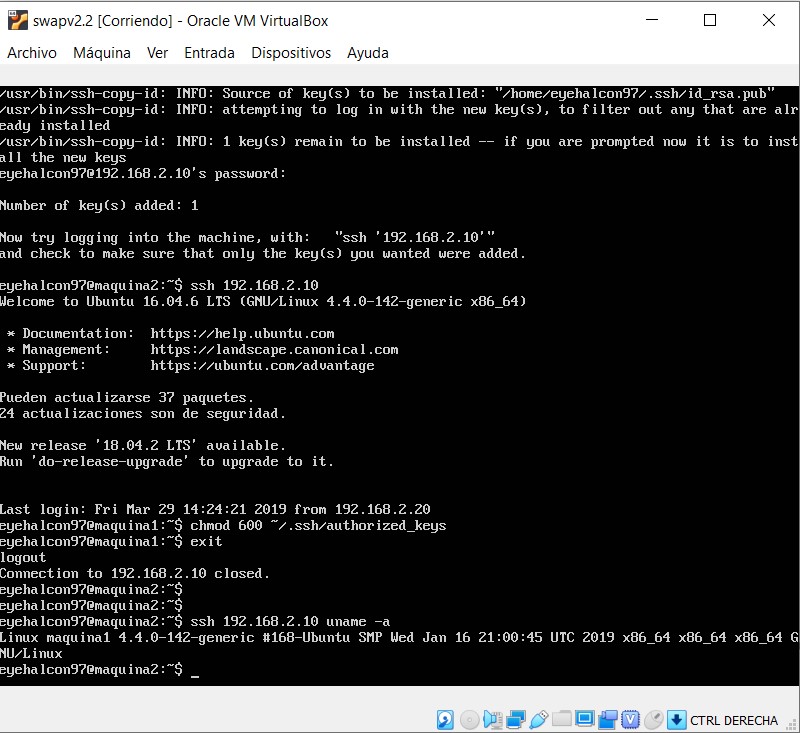 swapv2.2 [Corriendo] - Oracle VM VirtualBox
Archivo Máquina Ver Entrada Dispositivos Ayuda
/usr/bin/ssh-copy-id: INFO: Source of key(s) to be installed: "/home/eyehalcon97/.ssh/id_rsa.pub"
/usr/bin/ssh-copy-id: INFO: attempting to log in with the new key(s), to filter out any that are alr
eady installed
/usr/bin/ssh-copy-id: INFO: 1 key(s) remain to be installed -- if you are prompted now it is to inst
all the new keys
eyehalcon97@192.168.2.10's password:
Number of key(s) added: 1
Now try logging into the machine, with:   "ssh '192.168.2.10'"
and check to make sure that only the key(s) you wanted were added.
eyehalcon97@maquina2:~$ ssh 192.168.2.10
Welcome to Ubuntu 16.04.6 LTS (GNU/Linux 4.4.0-142-generic x86_64)
* Documentation:  https://help.ubuntu.com
* Management:     https://landscape.canonical.com
* Support:        https://ubuntu.com/advantage
Pueden actualizarse 37 paquetes.
24 actualizaciones son de seguridad.
New release '18.04.2 LTS' available.
Run 'do-release-upgrade' to upgrade to it.
Last login: Fri Mar 29 14:24:21 2019 from 192.168.2.20
eyehalcon97@maquina1:~$ chmod 600 ~/.ssh/authorized_keys
eyehalcon97@maquina1:~$ exit
logout
Connection to 192.168.2.10 closed.
eyehalcon97@maquina2:~$
eyehalcon97@maquina2:~$
eyehalcon97@maquina2:~$ ssh 192.168.2.10 uname -a
Linux maquina1 4.4.0-142-generic #168-Ubuntu SMP Wed Jan 16 21:00:45 UTC 2019 x86_64 x86_64 x86_64 G
NU/Linux
eyehalcon97@maquina2:~$ _
CTRL DERECHA